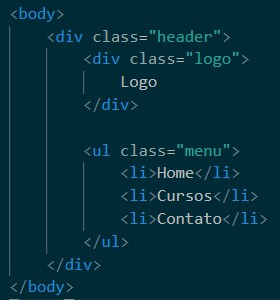 <body>
<div class="header">
<div class="logo">
Logo
</div>
<ul class="menu">
<li>Home</li>
<li>Cursos</li>
<li>Contato</li>
</ul>
</div>
</body>